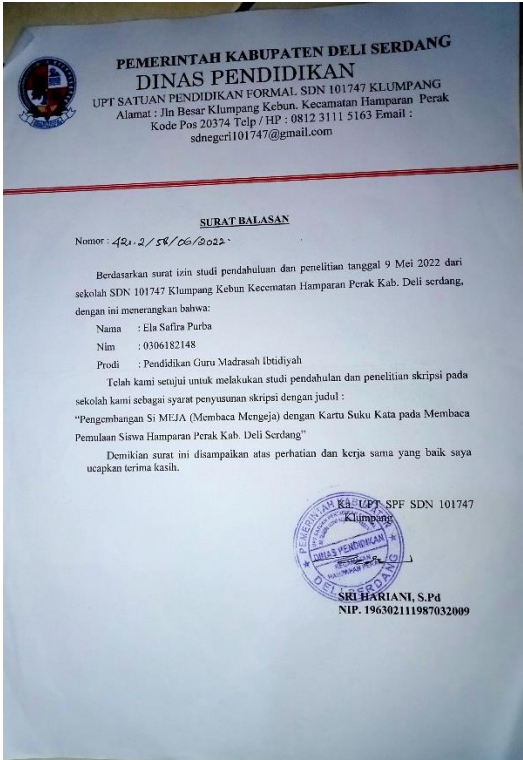 PEMERINTAH KABUPATEN DELI SERDANG
DINAS PENDIDIKAN
UPT SATUAN PENDIDIKAN FORMAL SDN 101747 KLUMPANG
Alamat : Jln Besar Klumpang Kebun. Kecamatan Hamparan Perak
Kode Pos 20374 Telp / HP : 0812 3111 5163 Email :
sdnegeri101747@gmail.com
SURAT BALASAN
Nomor : 421.2/58/06/2022.
Berdasarkan surat izin studi pendahuluan dan penelitian tanggal 9 Mei 2022 dari
sekolah SDN 101747 Klumpang Kebun Kecematan Hamparan Perak Kab. Deli serdang,
dengan ini menerangkan bahwa:
Nama : Ela Safira Purba
Nim : 0306182148
Prodi : Pendidikan Guru Madrasah Ibtidiyah
Telah kami setujui untuk melakukan studi pendahulan dan penelitian skripsi pada
sekolah kami sebagai syarat penyusunan skripsi dengan judul :
“Pengembangan Si MEJA (Membaca Mengeja) dengan Kartu Suku Kata pada Membaca
Pemulaan Siswa Hamparan Perak Kab. Deli Serdang”
Demikian surat ini disampaikan atas perhatian dan kerja sama yang baik saya
ucapkan terima kasih.
Ka. UPT SPF SDN 101747
Klumpang
PEMERINTAH KABUPATEN
DINAS PENDIDIKAN
KECAMATAN
HAMPARAN PERAK
DELI SERDANG
SRI HARIANI, S.Pd
NIP. 196302111987032009